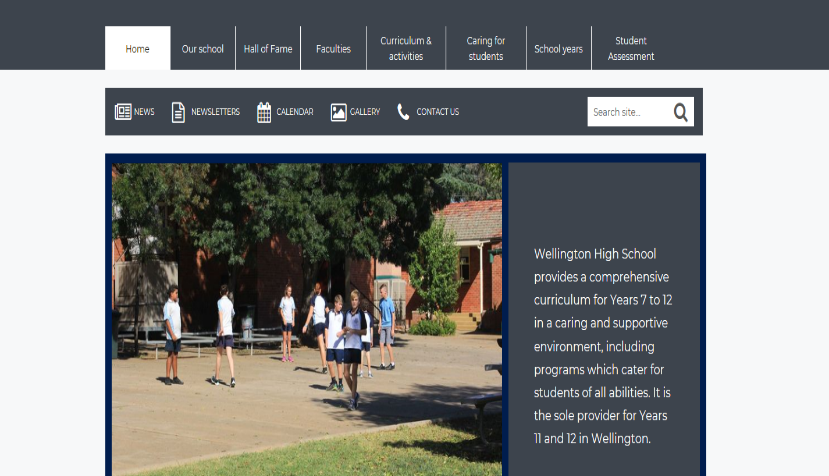 Home
Our school
Hall of Fame
Faculties
Curriculum &
activities
Caring for
students
School years
Student
Assessment
NEWS
NEWSLETTERS
CALENDAR
GALLERY
CONTACT US
Search site...
Wellington High School
provides a comprehensive
curriculum for Years 7 to 12
in a caring and supportive
environment, including
programs which cater for
students of all abilities. It is
the sole provider for Years
11 and 12 in Wellington.